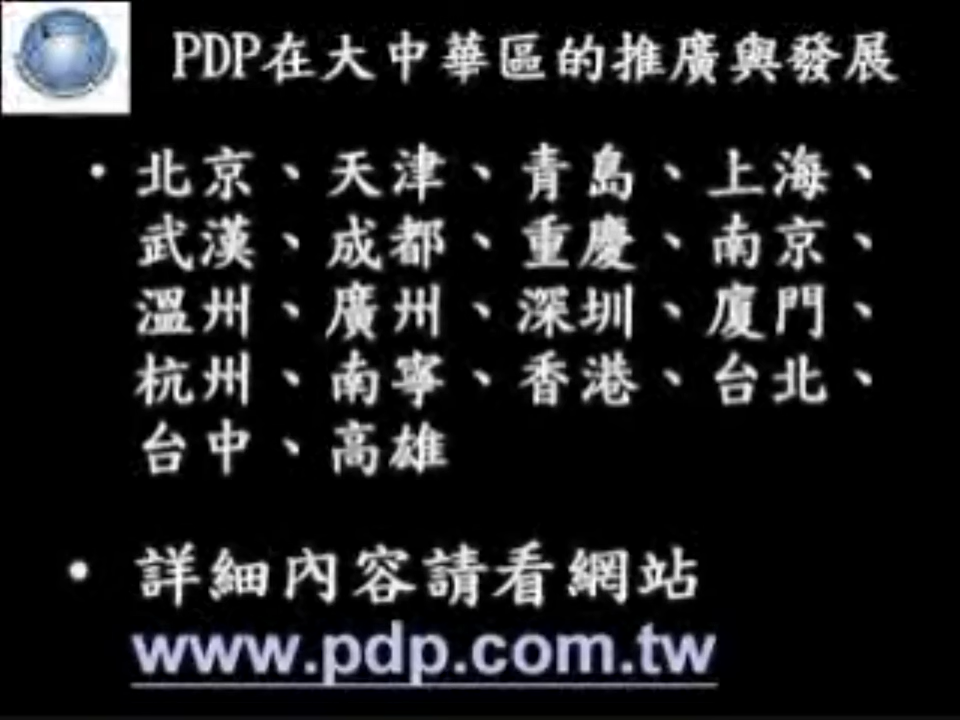 PDP在大中華區的推廣與發展
• 北京、天津、青島、上海、
武漢、成都、重慶、南京、
溫州、廣州、深圳、廈門、
杭州、南寧、香港、台北、
台中、高雄
• 詳細內容請看網站
www.pdp.com.tw